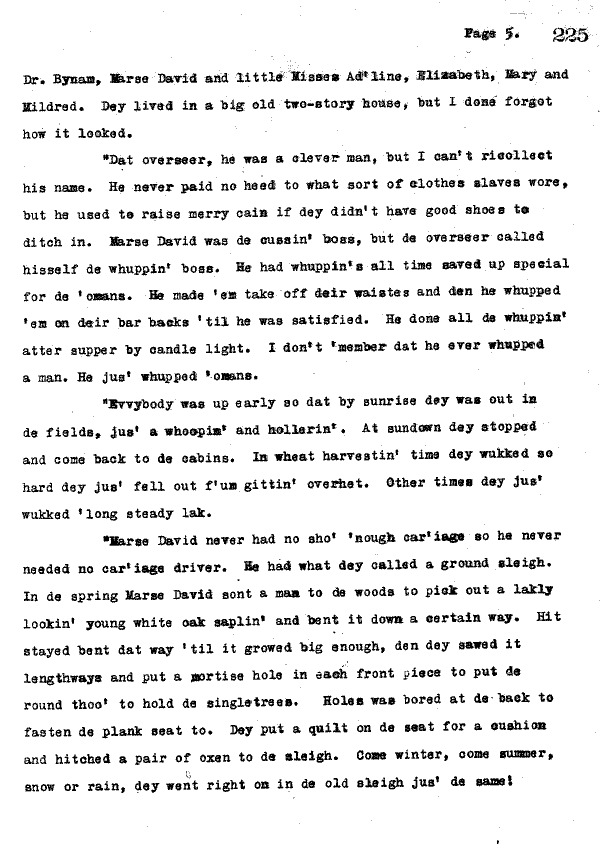 Page 5. 225
Dr. Bynam, Marse David and little Misses Ad'line, Elizabeth, Mary and
Mildred. Dey lived in a big old two-story house, but I done forgot
how it looked.
"Dat overseer, he was a clever man, but I can't ricollect
his name. He never paid no heed to what sort of clothes slaves wore,
but he used to raise merry cain if dey didn't have good shoes to
ditch in. Marse David was de cussin' boss, but de overseer called
hisself de whuppin' boss. He had whuppin's all time saved up special
for de 'omans. He made 'em take off deir waistes and den he whupped
'em on deir bar backs 'til he was satisfied. He done all de whuppin'
atter supper by candle light. I don't 'member dat he ever whupped
a man. He jus' whupped 'omans.
"Evvybody was up early so dat by sunrise dey was out in
de fields, jus' a whoopin' and hollerin'. At sundown dey stopped
and come back to de cabins. In wheat harvestin' time dey wukked so
hard dey jus' fell out f'um gittin' overhet. Other times dey jus'
wukked 'long steady lak.
"Marse David never had no sho' 'nough car'iage so he never
needed no car'iage driver. He had what dey called a ground sleigh.
In de spring Marse David sont a man to de woods to pick out a lakly
lookin' young white oak saplin' and bent it down a certain way. Hit
stayed bent dat way 'til it growed big enough, den dey sawed it
lengthways and put a mortise hole in each front piece to put de
round thoo' to hold de singletrees. Holes was bored at de back to
fasten de plank seat to. Dey put a quilt on de seat for a cushion
and hitched a pair of oxen to de sleigh. Come winter, come summer,
snow or rain, dey went right on in de old sleigh jus' de same!